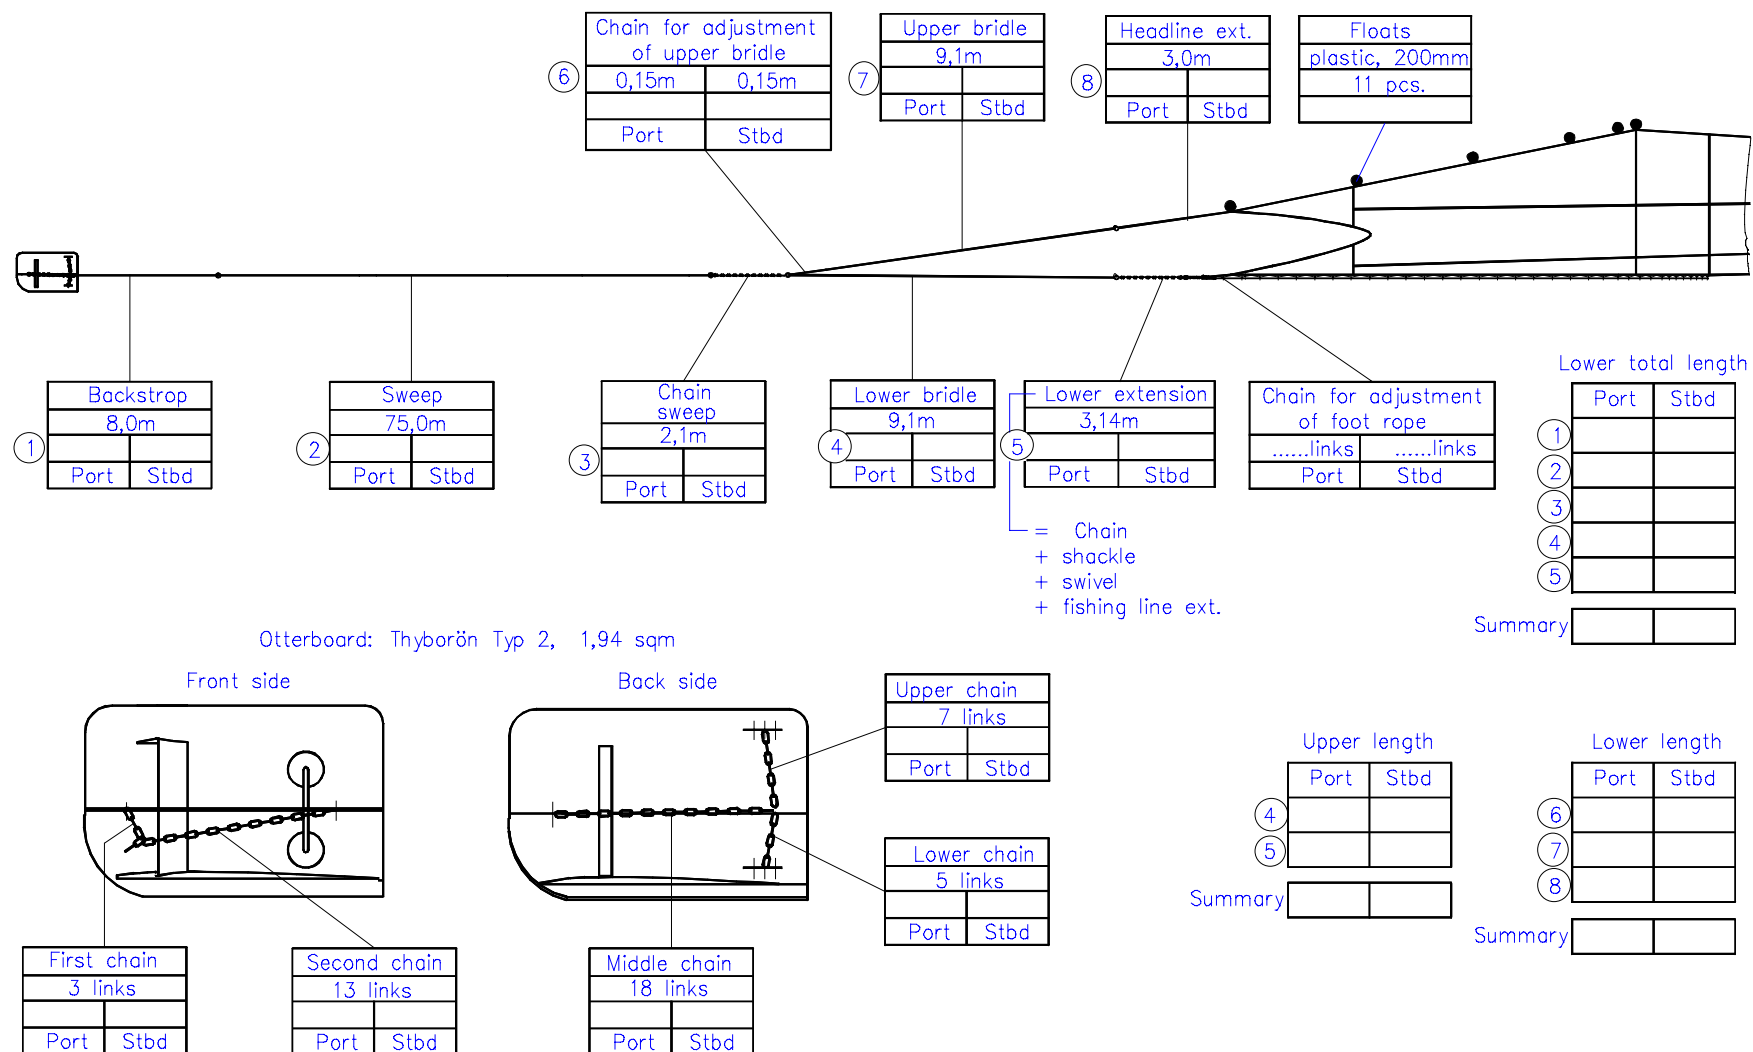 Chain for adjustment
of upper bridle
6
0,15m 0,15m
Port Stbd
Upper bridle
9,1m
7
Port Stbd
Headline ext.
3,0m
8
Port Stbd
Floats
plastic, 200mm
11 pcs.
Backstrop
8,0m
1
Port Stbd
Sweep
75,0m
2
Port Stbd
Chain
sweep
2,1m
3
Port Stbd
Lower bridle
9,1m
4
Port Stbd
Lower extension
3,14m
5
Port Stbd
= Chain
+ shackle
+ swivel
+ fishing line ext.
Chain for adjustment
of foot rope
......links ......links
Port Stbd
Lower total length
Port Stbd
1
2
3
4
5
Summary
Otterboard: Thyborön Typ 2, 1,94 sqm
Front side
Back side
Upper chain
7 links
Port Stbd
Lower chain
5 links
Port Stbd
First chain
3 links
Port Stbd
Second chain
13 links
Port Stbd
Middle chain
18 links
Port Stbd
Upper length
Port Stbd
4
5
Summary
Lower length
Port Stbd
6
7
8
Summary